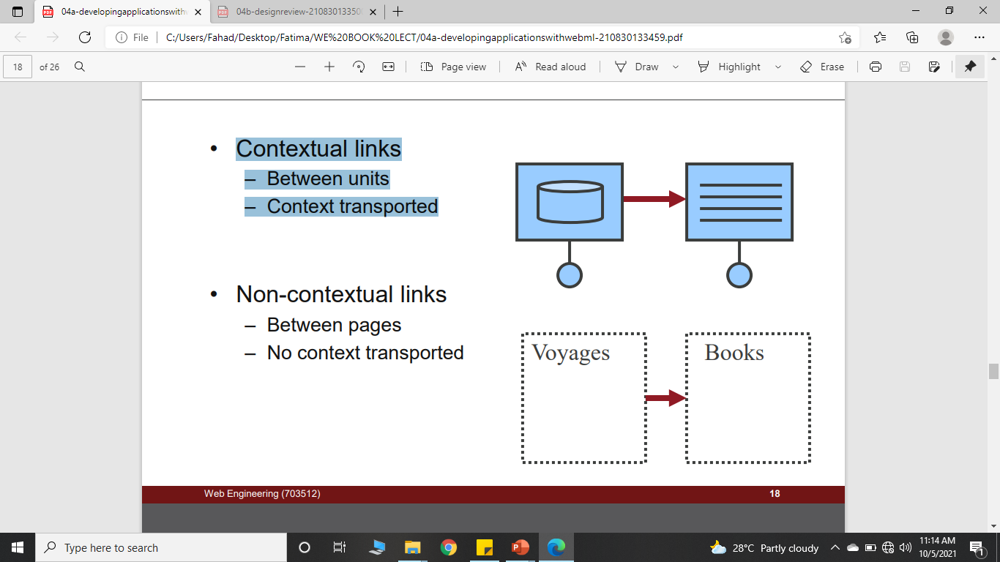 04a-developingapplicationswith
04b-designreview-21083013350
File
C:/Users/Fahad/Desktop/Fatima/WE%20BOOK%20LECT/04a-developingapplicationswithwebml-210830133459.pdf
18 of 26
Page view
Read aloud
Draw
Highlight
Erase
• Contextual links
– Between units
– Context transported
• Non-contextual links
– Between pages
– No context transported
Voyages
Books
Web Engineering (703512)
18
Type here to search
28°C Partly cloudy
11:14 AM
10/5/2021
1